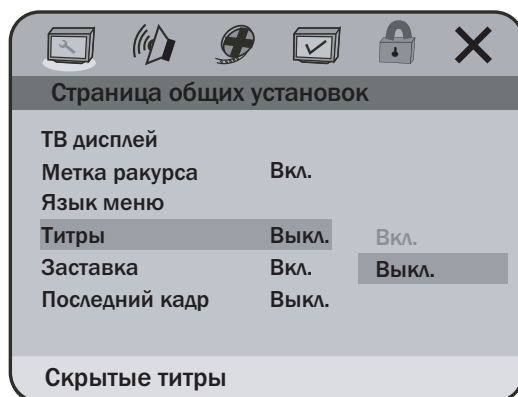 Страница общих установок
ТВ дисплей
Метка ракурса Вкл.
Язык меню
Титры Выкл. Вкл.
Заставка Вкл. Выкл.
Последний кадр Выкл.
Скрытые титры